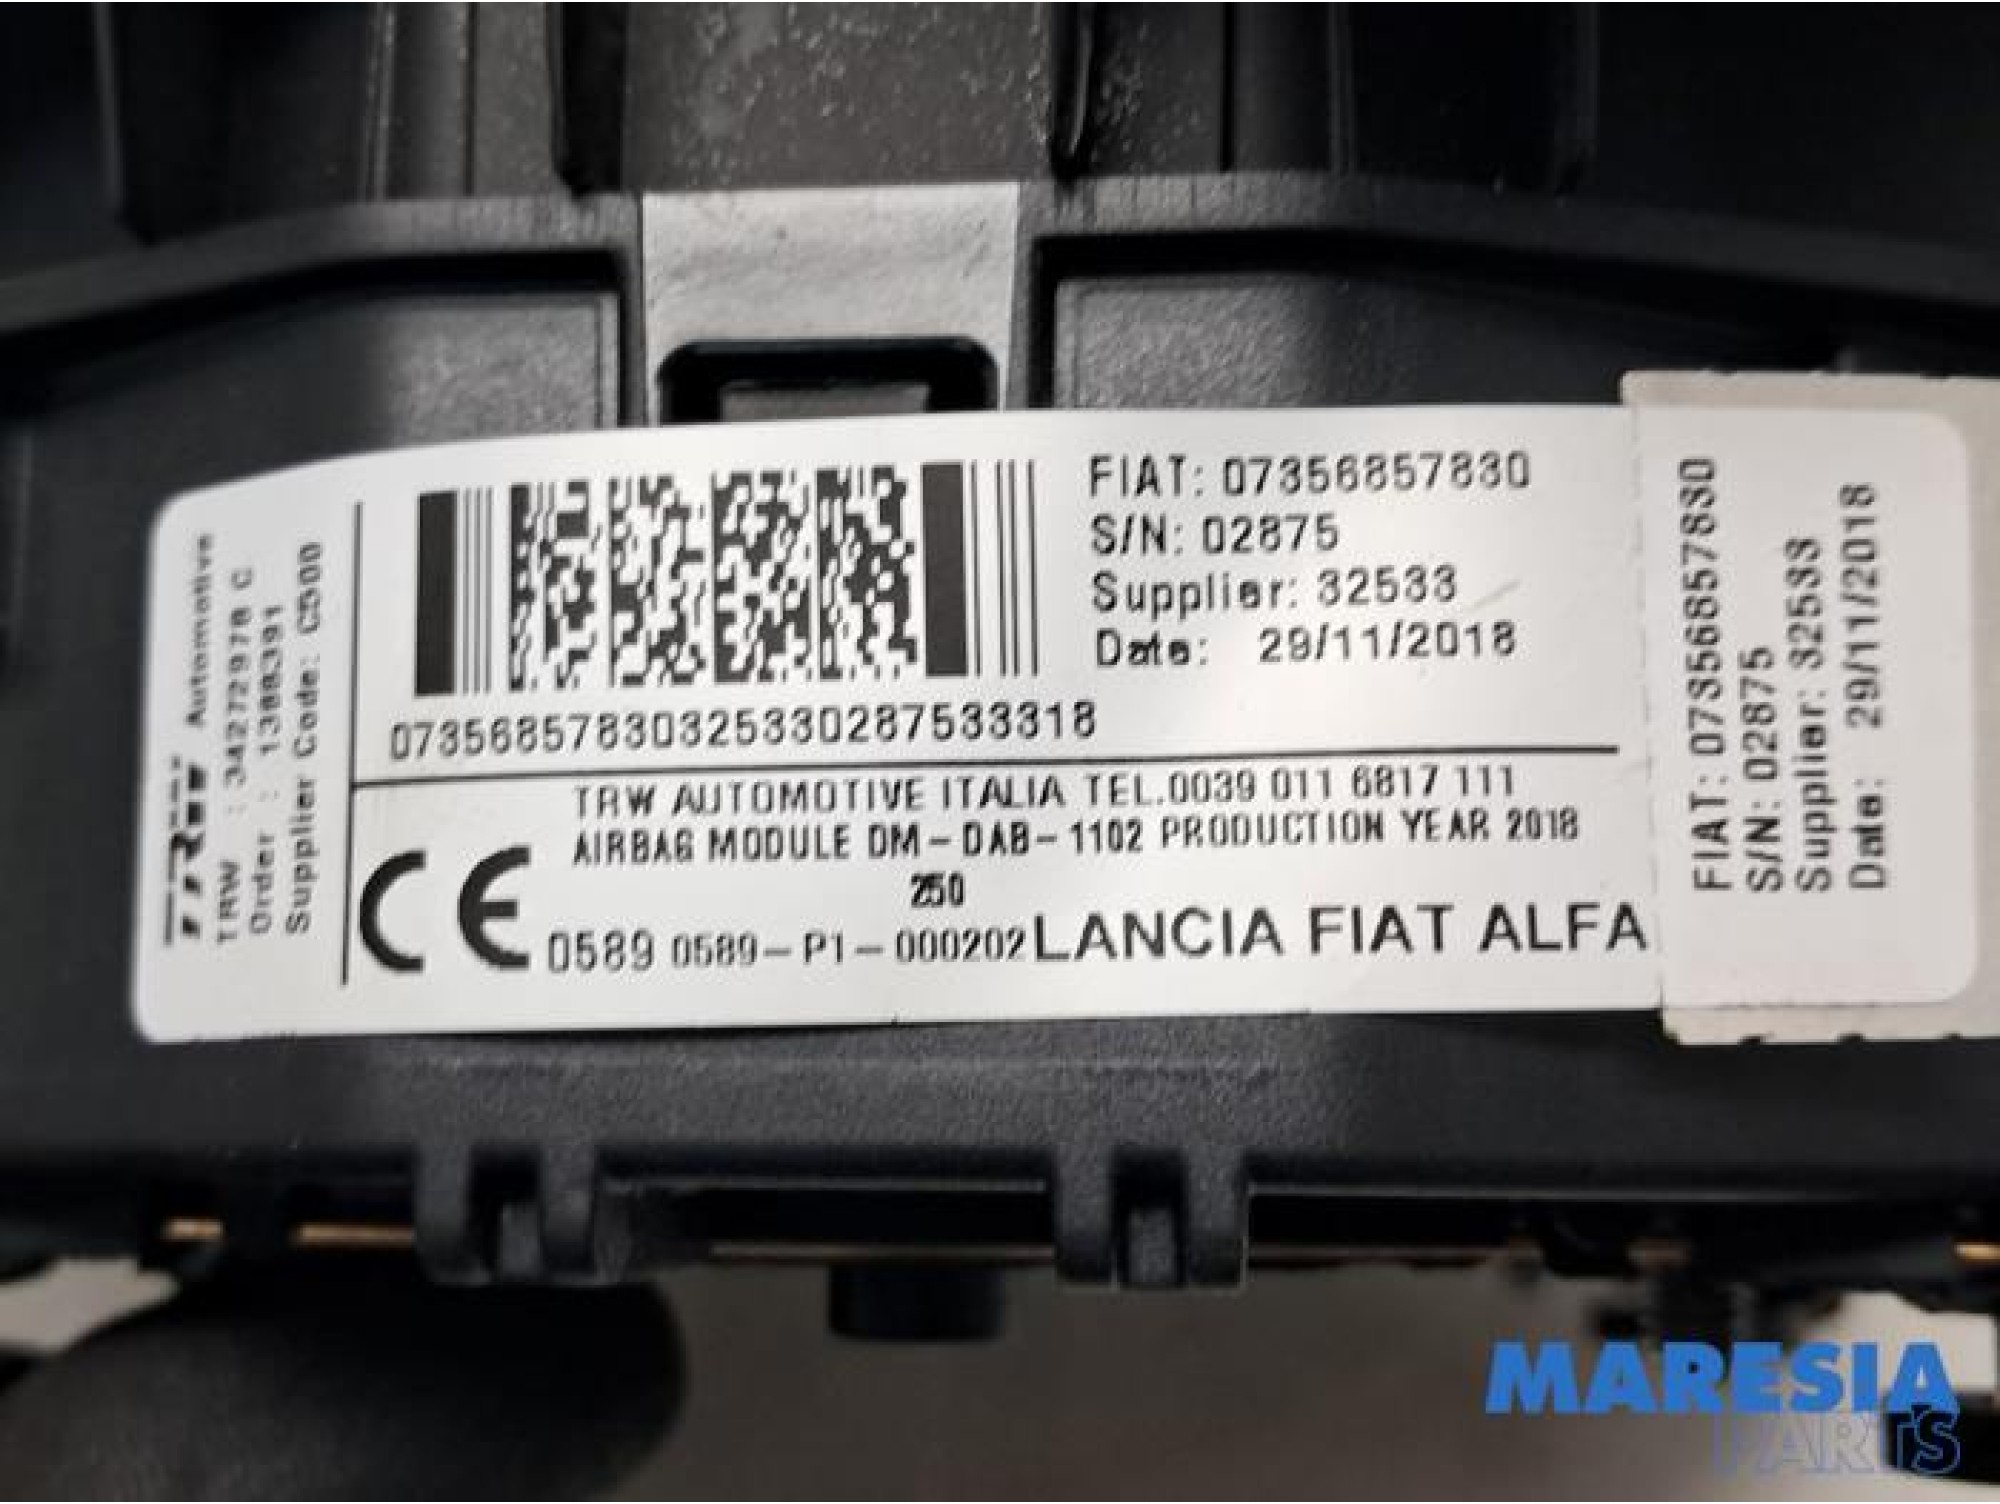 TRW Automotive
TRW : 34272978 C
Order : 13883391
Supplier Code: C500
FIAT: 07356857830
S/N: 02875
Supplier: 32533
Date: 29/11/2018
07356857830325330287533318
TRW AUTOMOTIVE ITALIA TEL.0039 011 6817 111
AIRBAG MODULE DM-DAB-1102 PRODUCTION YEAR 2018
250
CE 0589 0589-P1-000202 LANCIA FIAT ALFA
FIAT: 07356857830
S/N: 02875
Supplier: 32533
Date: 29/11/2018
MARESIA
PARTS